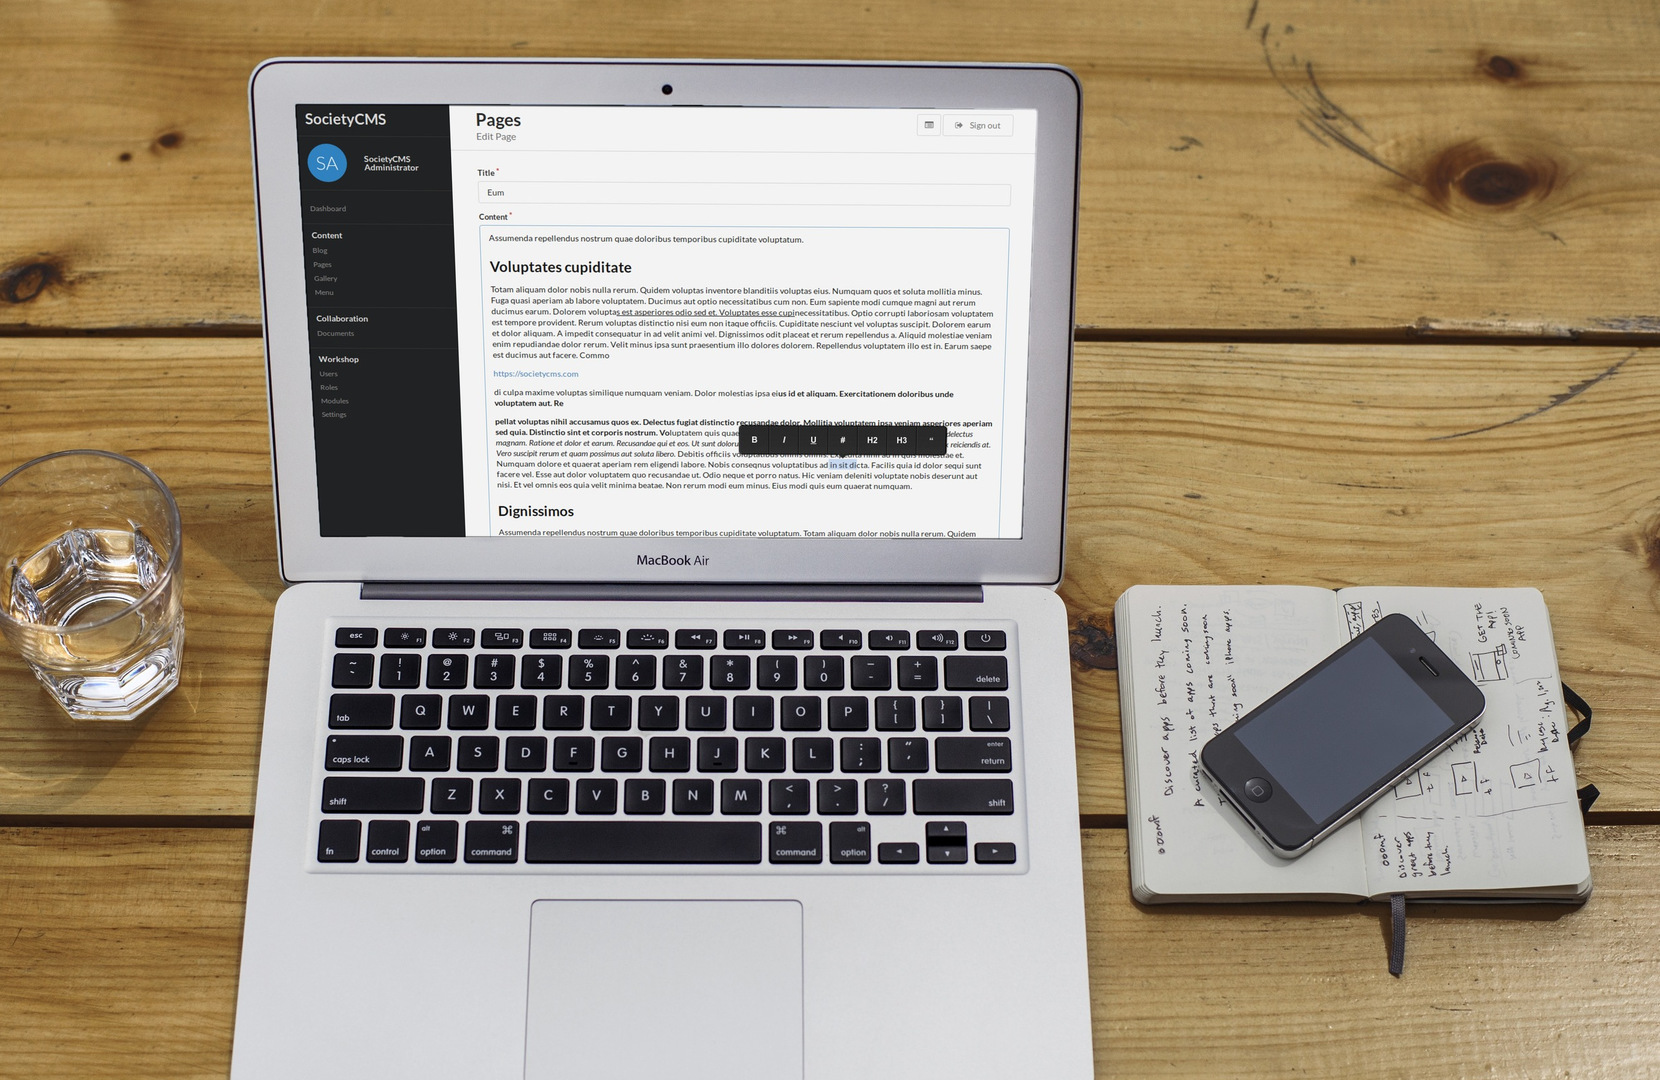 SocietyCMS
SA
SocietyCMS
Administrator
Dashboard
Content
Blog
Pages
Gallery
Menu
Collaboration
Documents
Workshop
Users
Roles
Modules
Settings
Pages
Edit Page
Sign out
Title *
Eum
Content *
Assumenda repellendus nostrum quae doloribus temporibus cupiditate voluptatum.
Voluptates cupiditate
Totam aliquam dolor nobis nulla rerum. Quidem voluptas inventore blanditiis voluptas eius. Numquam quos et soluta mollitia minus.
Fuga quasi aperiam ab labore voluptatem. Ducimus aut optio necessitatibus cum non. Eum sapiente modi cumque magni aut rerum
ducimus earum. Dolorem voluptas est asperiores odio sed et. Voluptates esse cupinecessitatibus. Optio corrupti laboriosam voluptatem
est tempore provident. Rerum voluptas distinctio nisi eum non itaque officiis. Cupiditate nesciunt vel voluptas suscipit. Dolorem earum
et dolor aliquam. A impedit consequatur in ad velit animi vel. Dignissimos odit placeat et rerum repellendus a. Aliquid molestiae veniam
enim repudiandae dolor rerum. Velit minus ipsa sunt praesentium illo dolores dolorem. Repellendus voluptatem illo est in. Earum saepe
est ducimus aut facere. Commo
https://societycms.com
di culpa maxime voluptas similique numquam veniam. Dolor molestias ipsa eius id et aliquam. Exercitationem doloribus unde
voluptatem aut. Re
pellat voluptas nihil accusamus quos ex. Delectus fugiat distinctio recusandae dolor. Mollitia voluptatem ipsa veniam asperiores aperiam
sed quia. Distinctio sint et corporis nostrum. Voluptatem quis quae delectus
magnam. Ratione et dolor et earum. Recusandae qui et eos. Ut sunt doloru reiciendis at.
Vero suscipit rerum et quam possimus aut soluta libero. Debitis officiis voluptatibus omnis omnis. Expedita nihil ad in quis molestiae et.
Numquam dolore et quaerat aperiam rem eligendi labore. Nobis conseqnus voluptatibus ad in sit dicta. Facilis quia id dolor sequi sunt
facere vel. Esse aut dolor voluptatem quo recusandae ut. Odio neque et porro natus. Hic veniam deleniti voluptate nobis deserunt aut
nisi. Et vel omnis eos quia velit minima beatae. Non rerum modi eum minus. Eius modi quis eum quaerat numquam.
B I U # H2 H3 “
Dignissimos
Assumenda repellendus nostrum quae doloribus temporibus cupiditate voluptatum. Totam aliquam dolor nobis nulla rerum. Quidem
MacBook Air
esc F1 F2 F3 F4 F5 F6 F7 F8 F9 F10 F11 F12
~ ! @ # $ % ^ & * ( ) _ +
` 1 2 3 4 5 6 7 8 9 0 - = delete
tab Q W E R T Y U I O P { [ } ] | \
caps lock A S D F G H J K L : ; " ' enter return
shift Z X C V B N M < , > . ? / shift
fn control alt option ⌘ command ⌘ command alt option
Discover apps before they launch.
A curated list of apps coming soon.
apps that are coming soon
soon" iPhone apps.
GET THE
APP!
COMING SOON
APP
OOOMF
Discover
great apps
before they
launch.